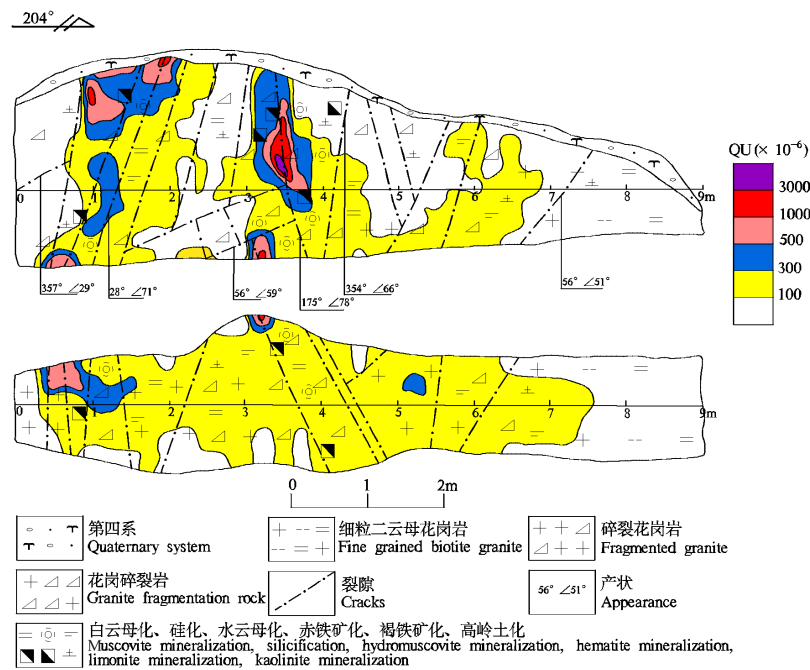 204°
QU(× 10⁻⁶)
3000
1000
500
300
100
0 1 2 3 4 5 6 7 8 9m
357° ∠29°
28° ∠71°
56° ∠59°
175° ∠78°
354° ∠66°
56° ∠51°
0 1 2 3 4 5 6 7 8 9m
0 1 2m
第四系
Quaternary system
细粒二云母花岗岩
Fine grained biotite granite
碎裂花岗岩
Fragmented granite
花岗碎裂岩
Granite fragmentation rock
裂隙
Cracks
56° ∠51°
产状
Appearance
白云母化、硅化、水云母化、赤铁矿化、褐铁矿化、高岭土化
Muscovite mineralization, silicification, hydromuscovite mineralization, hematite mineralization,
limonite mineralization, kaolinite mineralization